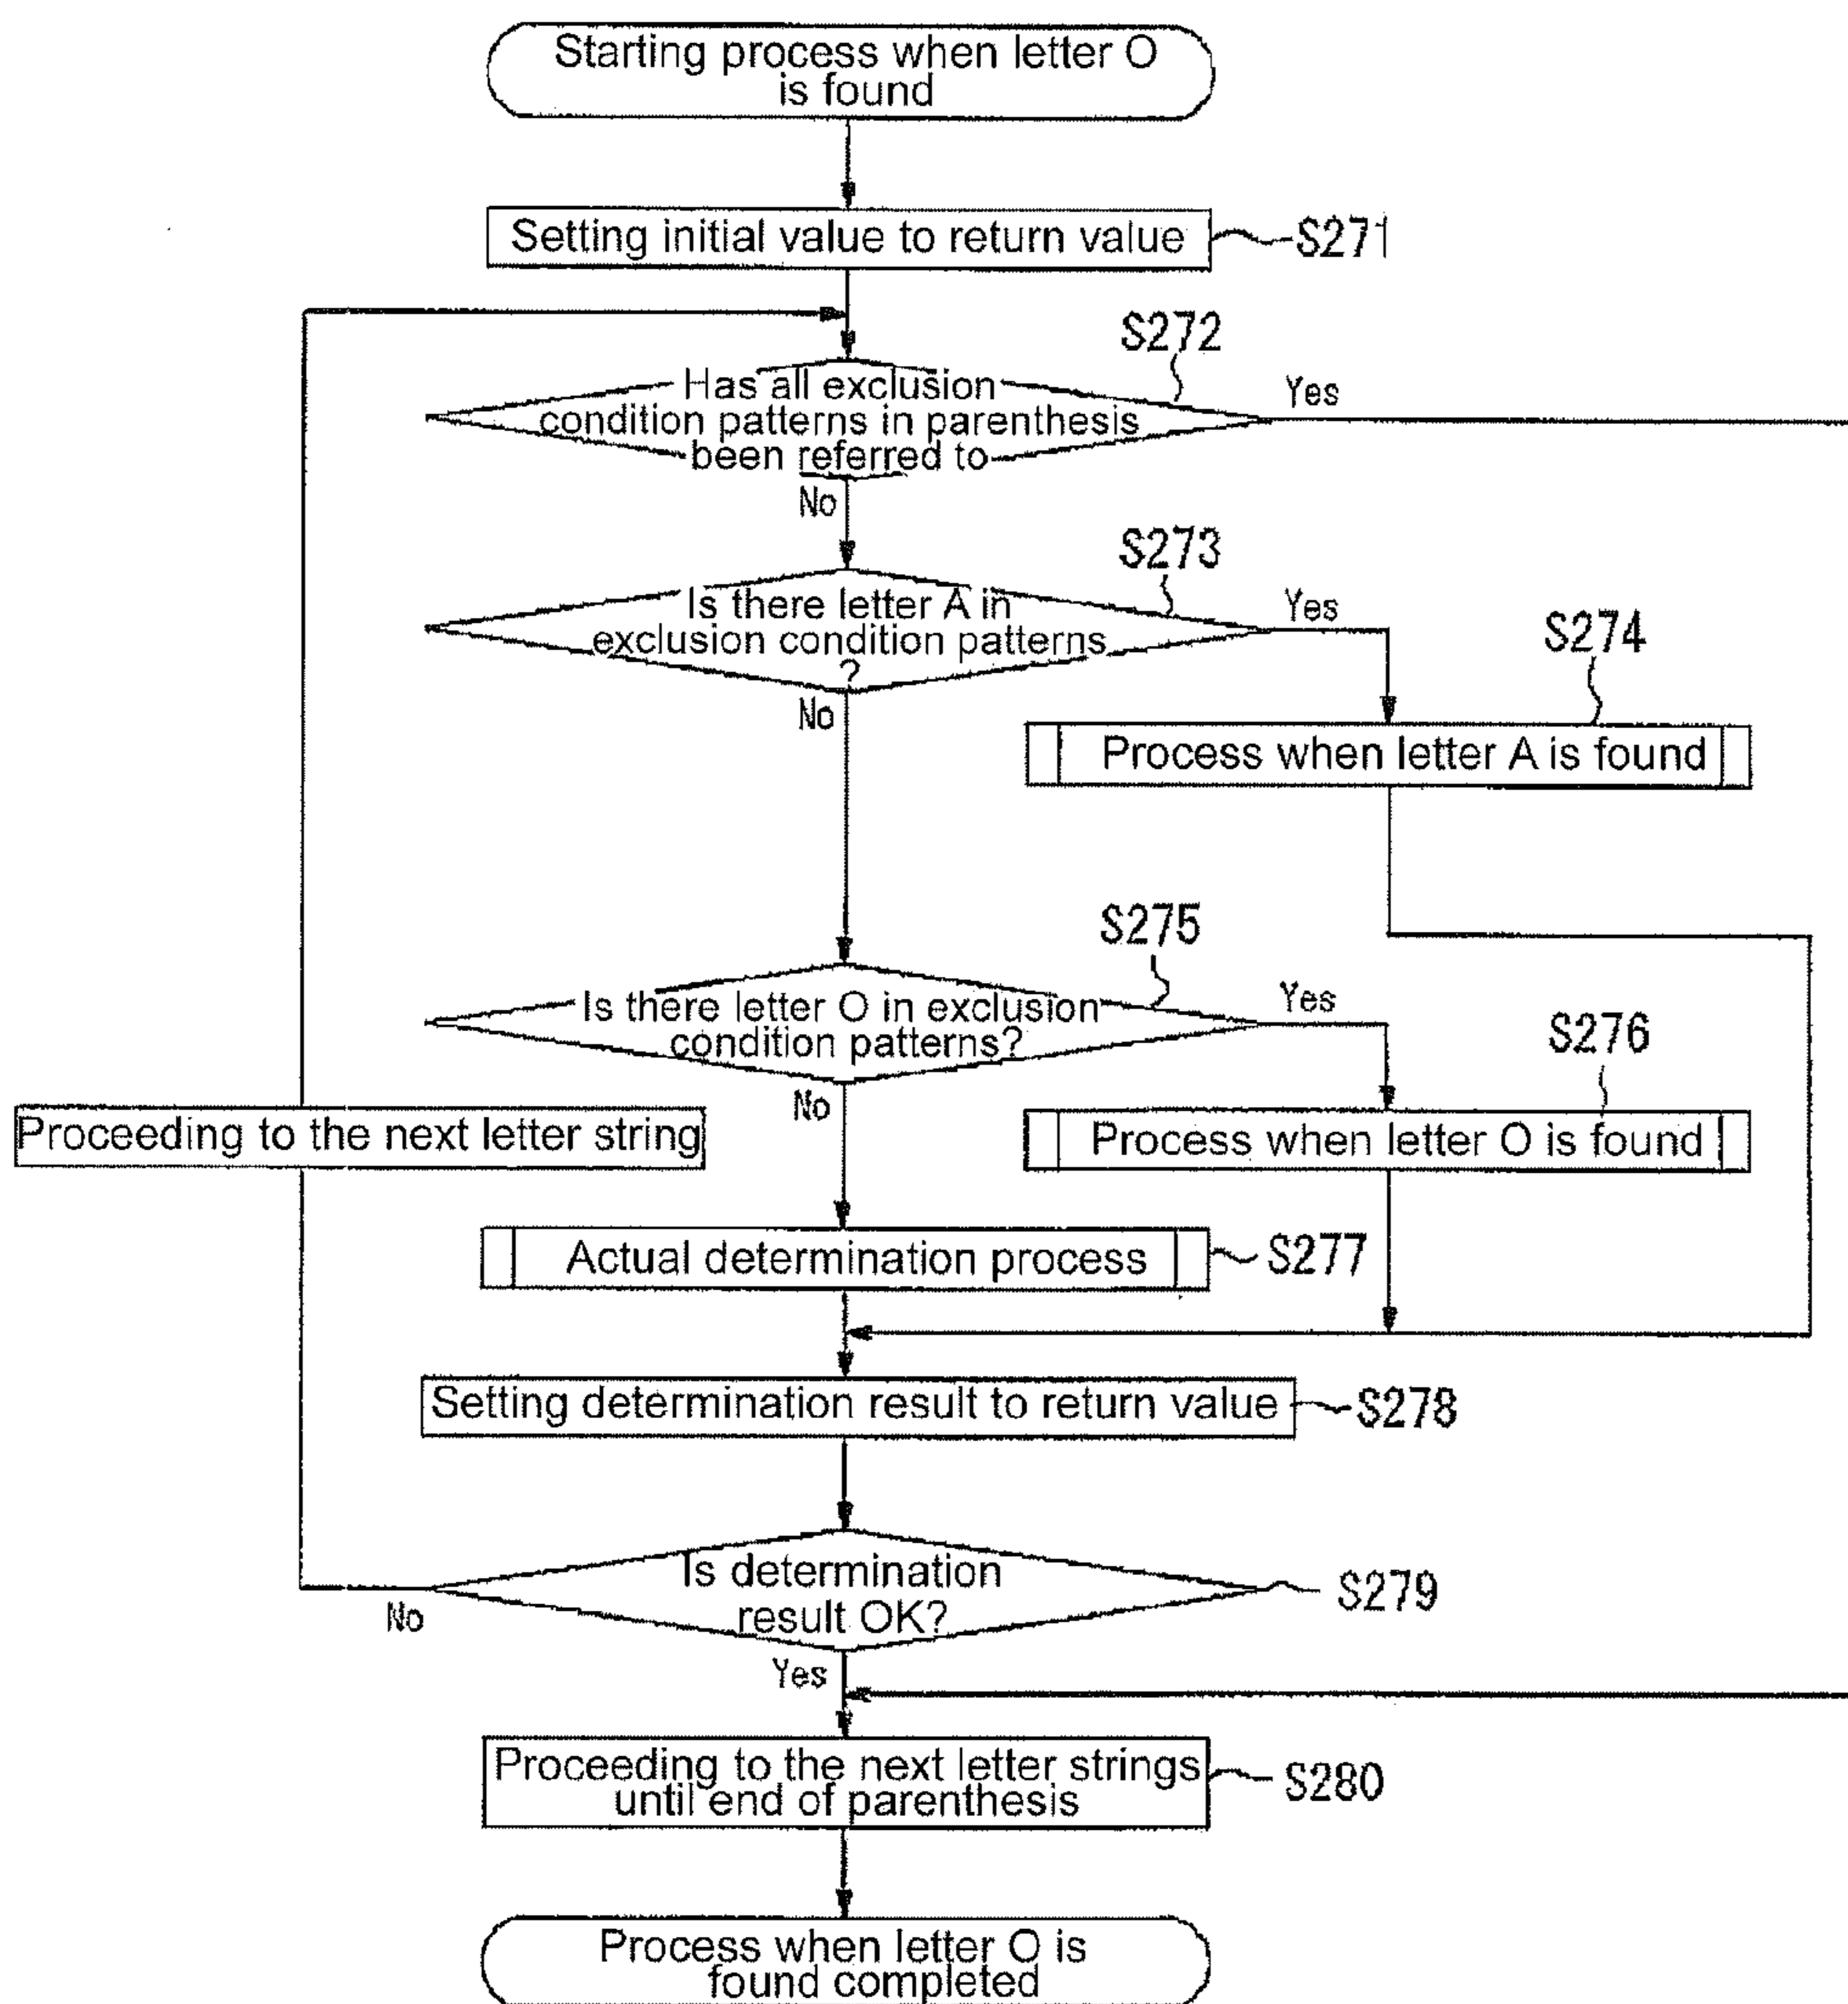 Starting process when letter O
is found
Setting initial value to return value
S271
S272
Has all exclusion
condition patterns in parenthesis
been referred to
Yes
No
S273
Is there letter A in
exclusion condition patterns
?
Yes
No
S274
Process when letter A is found
S275
Is there letter O in exclusion
condition patterns?
Yes
No
S276
Process when letter O is found
Proceeding to the next letter string
Actual determination process
S277
Setting determination result to return value
S278
Is determination
result OK?
S279
No
Yes
Proceeding to the next letter strings
until end of parenthesis
S280
Process when letter O is
found completed